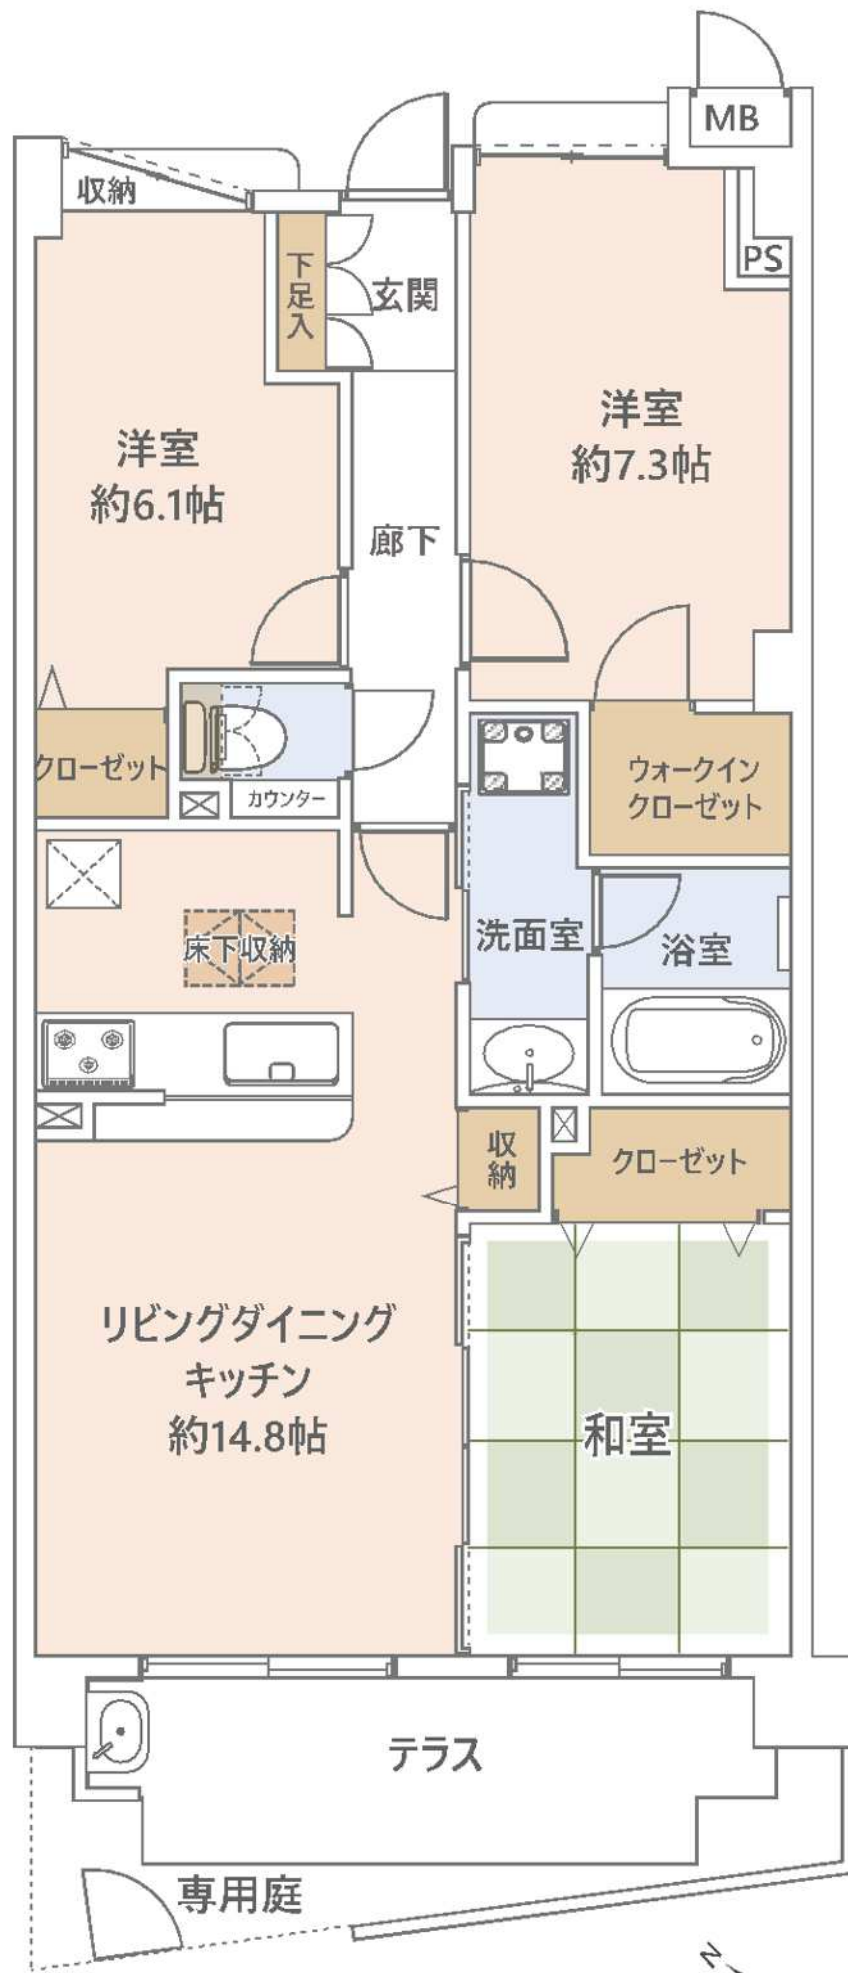 MB
収納
PS
下足入
玄関
洋室
約6.1帖
洋室
約7.3帖
廊下
クローゼット
カウンター
ウォークイン
クローゼット
床下収納
洗面室
浴室
収納
クローゼット
リビングダイニング
キッチン
約14.8帖
和室
テラス
専用庭
N